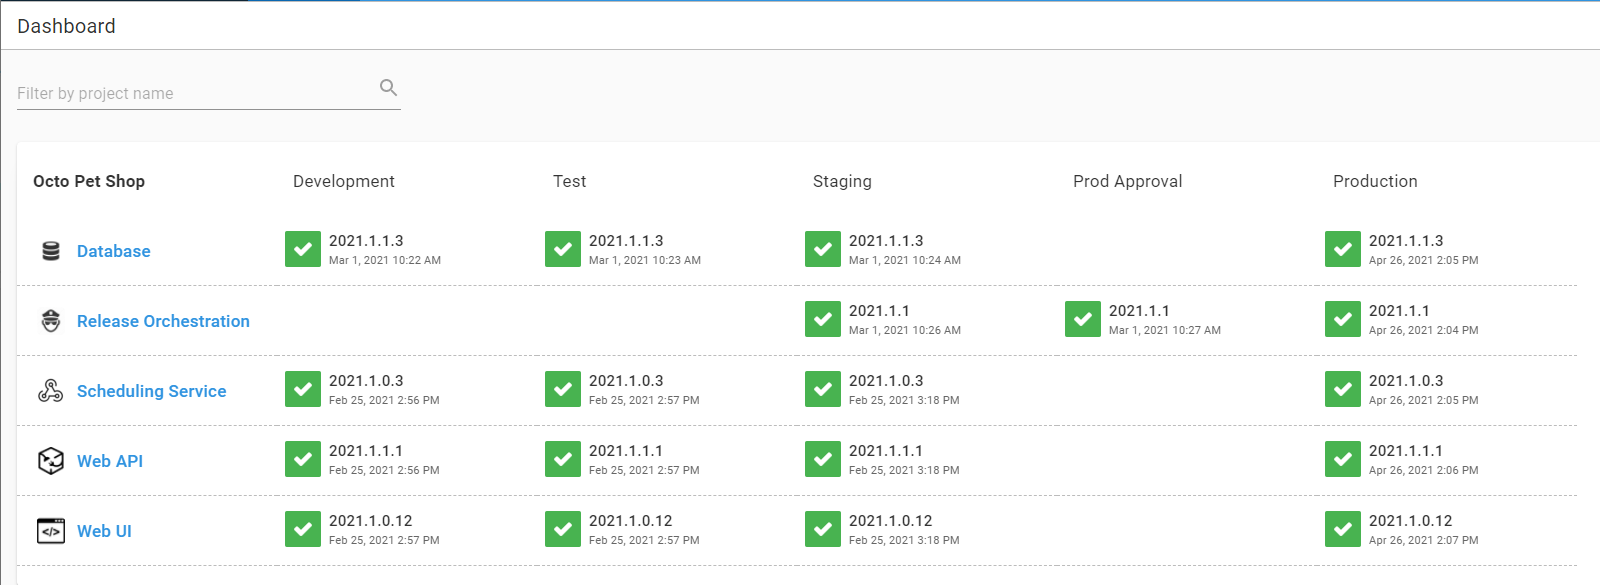 Dashboard
Filter by project name
Octo Pet Shop Development Test Staging Prod Approval Production
Database 2021.1.1.3 2021.1.1.3 2021.1.1.3 2021.1.1.3
Mar 1, 2021 10:22 AM Mar 1, 2021 10:23 AM Mar 1, 2021 10:24 AM Apr 26, 2021 2:05 PM
Release Orchestration 2021.1.1 2021.1.1 2021.1.1
Mar 1, 2021 10:26 AM Mar 1, 2021 10:27 AM Apr 26, 2021 2:04 PM
Scheduling Service 2021.1.0.3 2021.1.0.3 2021.1.0.3 2021.1.0.3
Feb 25, 2021 2:56 PM Feb 25, 2021 2:57 PM Feb 25, 2021 3:18 PM Apr 26, 2021 2:05 PM
Web API 2021.1.1.1 2021.1.1.1 2021.1.1.1 2021.1.1.1
Feb 25, 2021 2:56 PM Feb 25, 2021 2:57 PM Feb 25, 2021 3:18 PM Apr 26, 2021 2:06 PM
Web UI 2021.1.0.12 2021.1.0.12 2021.1.0.12 2021.1.0.12
Feb 25, 2021 2:57 PM Feb 25, 2021 2:57 PM Feb 25, 2021 3:18 PM Apr 26, 2021 2:07 PM